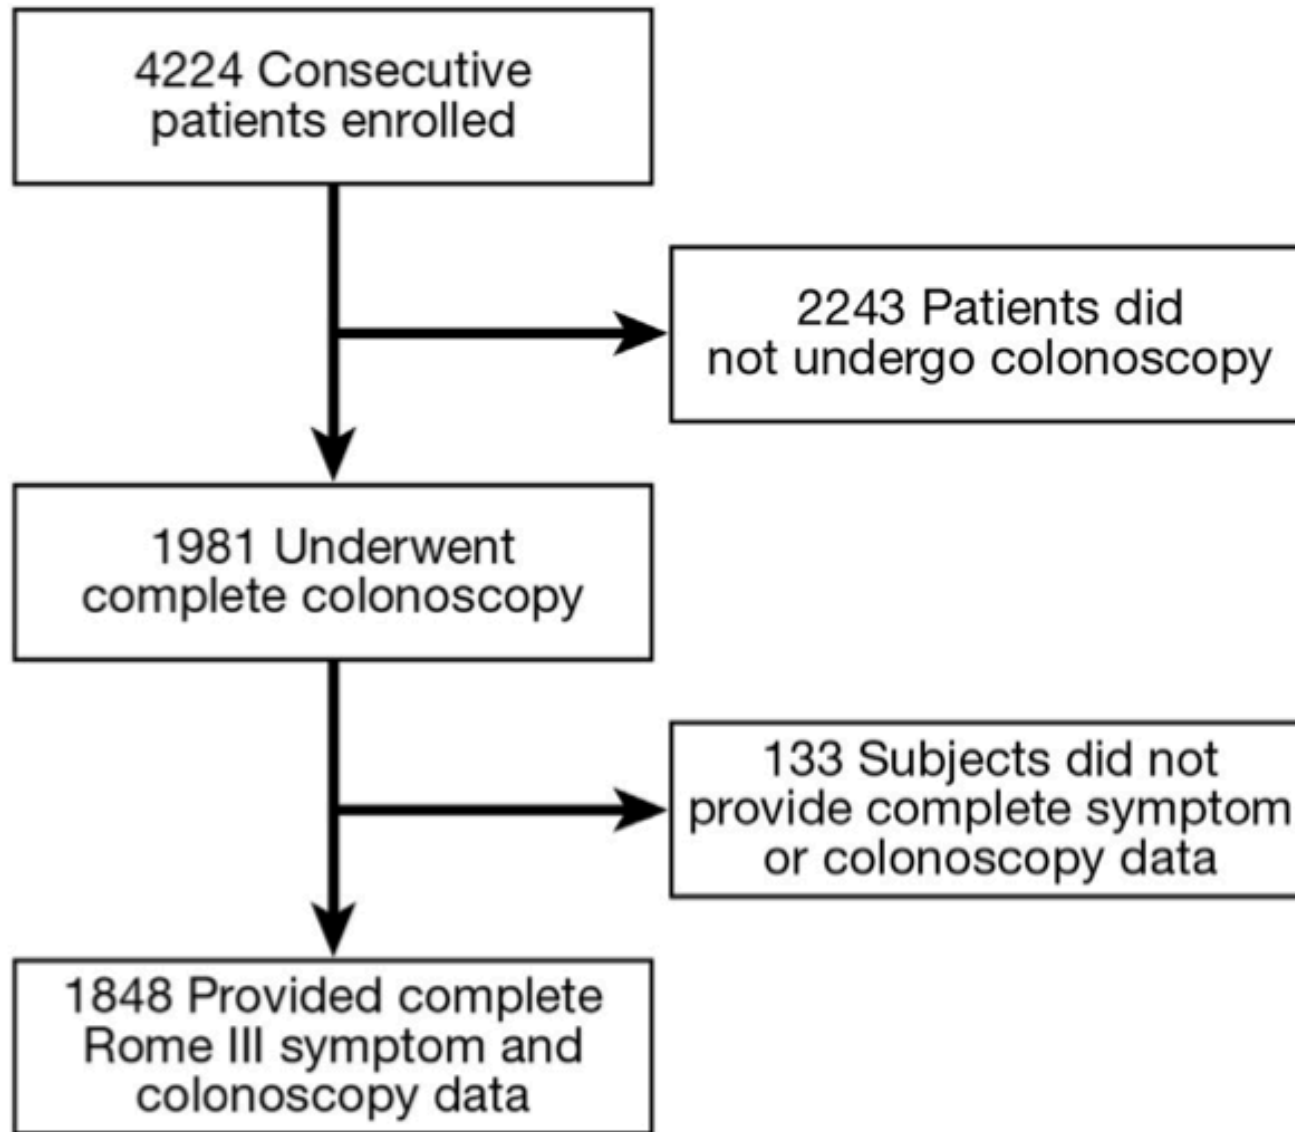 4224 Consecutive
patients enrolled
2243 Patients did
not undergo colonoscopy
1981 Underwent
complete colonoscopy
133 Subjects did not
provide complete symptom
or colonoscopy data
1848 Provided complete
Rome III symptom and
colonoscopy data